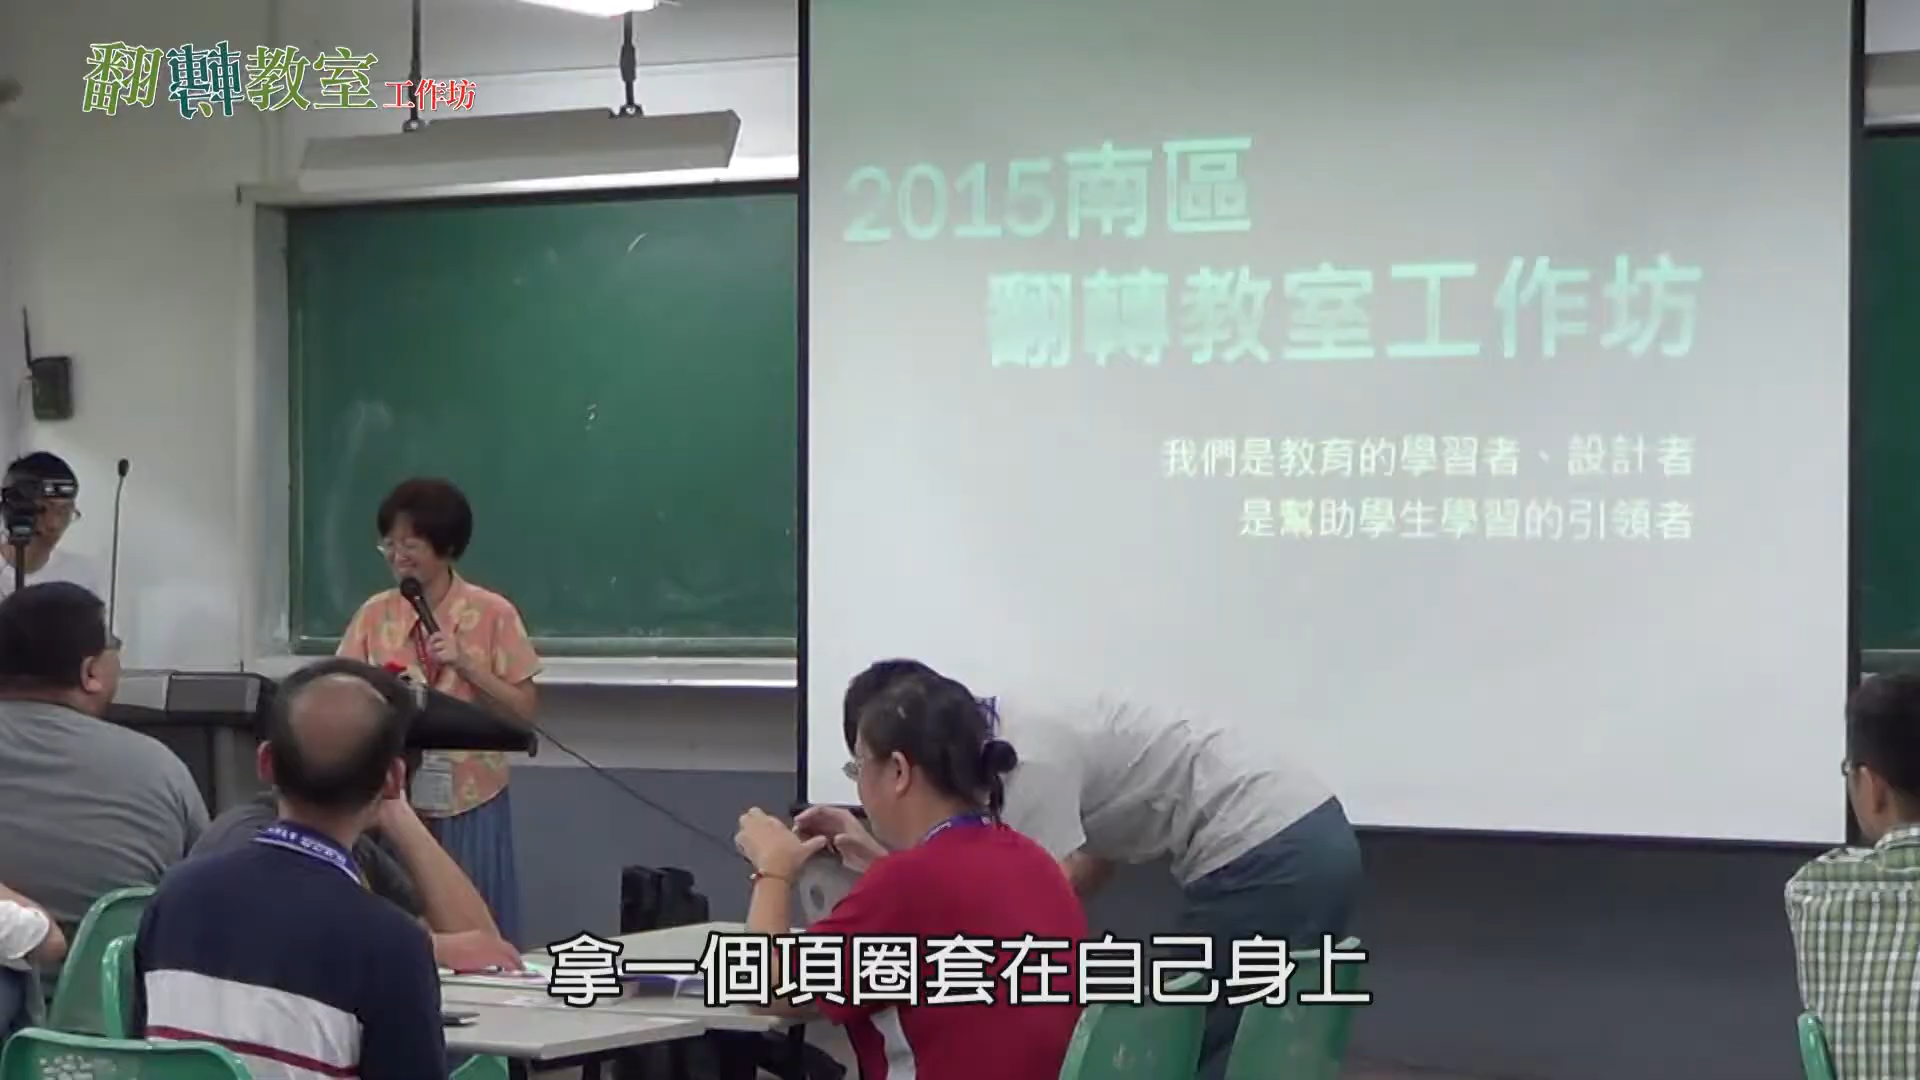 翻轉教室工作坊
2015南區
翻轉教室工作坊
我們是教育的學習者、設計者
是幫助學生學習的引領者
拿一個項圈套在自己身上